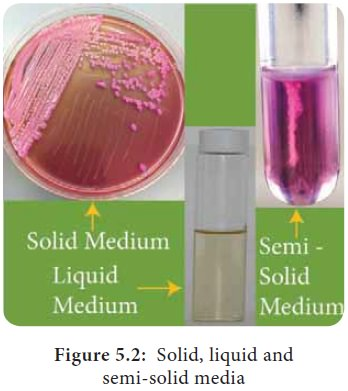 Solid Medium
Liquid
Medium
Semi -
Solid
Medium
Figure 5.2: Solid, liquid and
semi-solid media